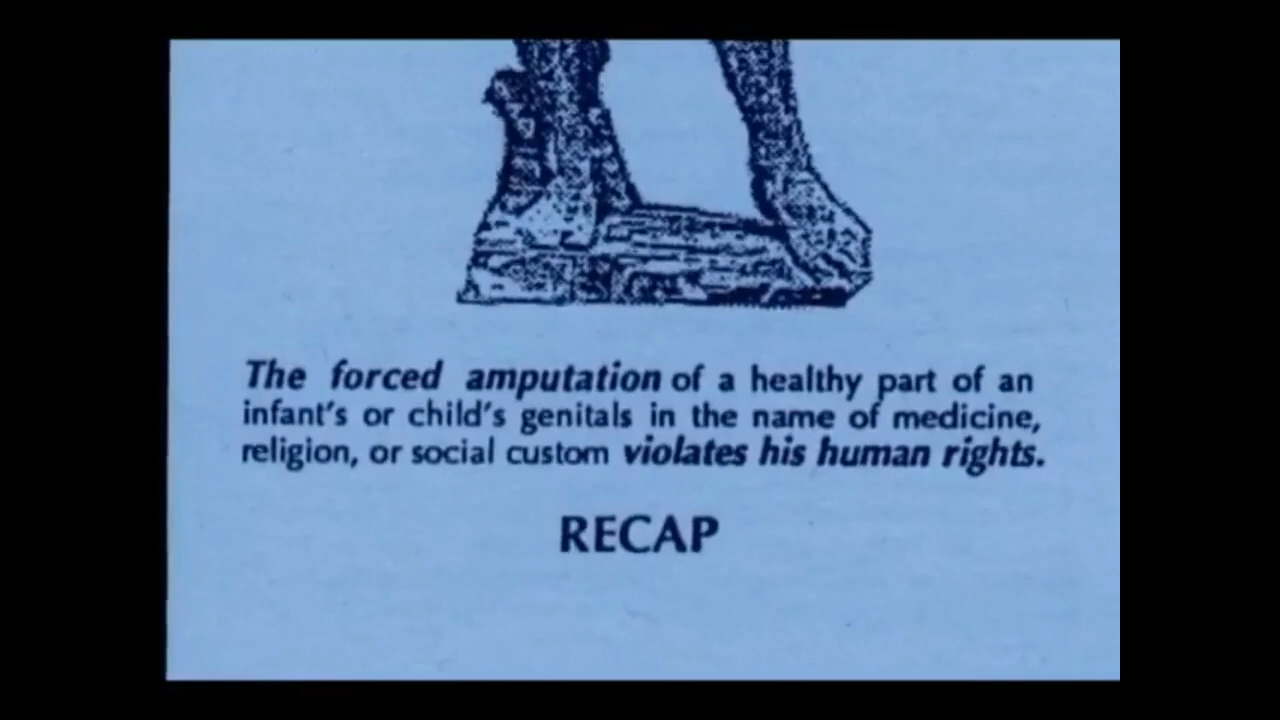 The forced amputation of a healthy part of an
infant's or child's genitals in the name of medicine,
religion, or social custom violates his human rights.
RECAP